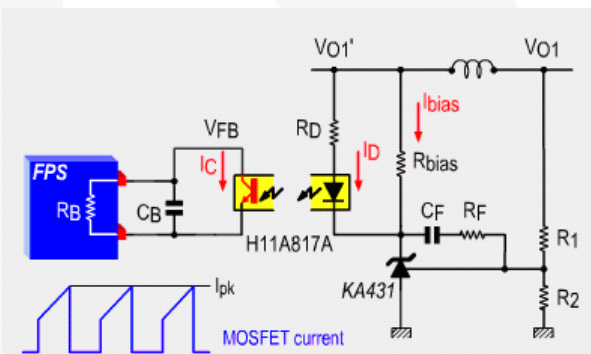 VO1'
VO1
Ibias
VFB
RD
ID
Rbias
FPS
IC
RB
CB
CF
RF
H11A817A
R1
KA431
R2
Ipk
MOSFET current